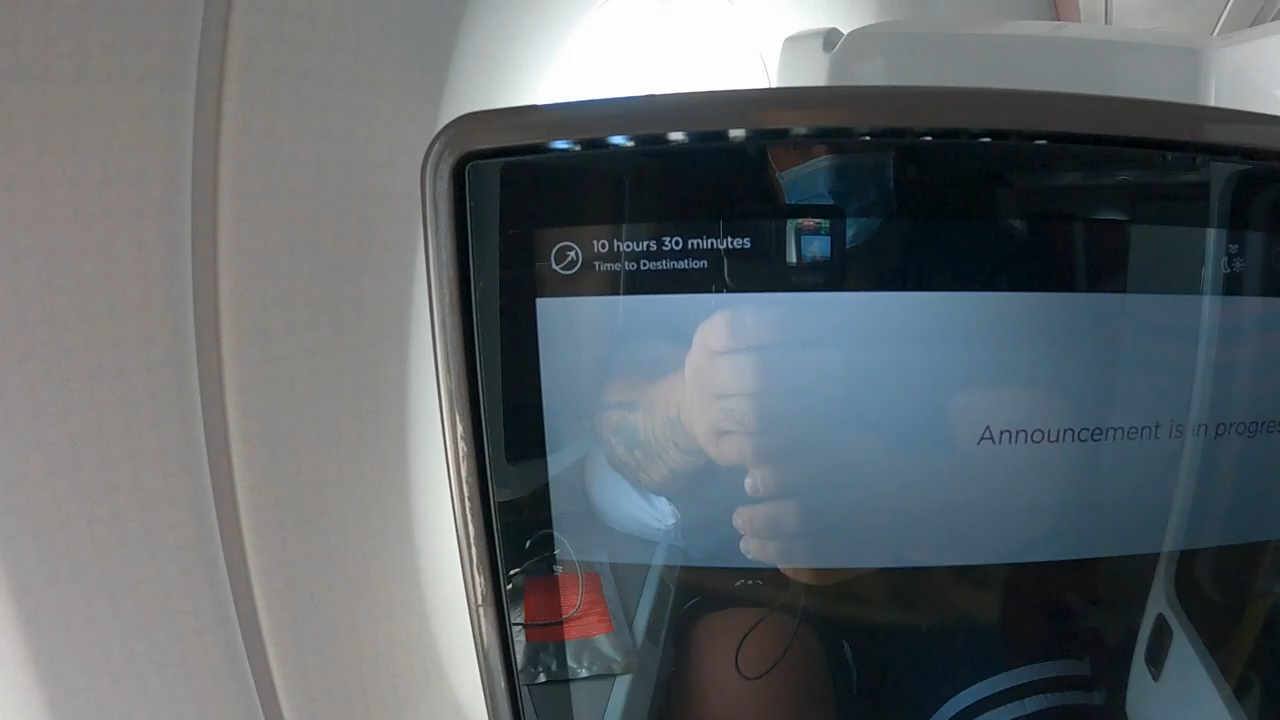 10 hours 30 minutes
Time to Destination
Announcement is in progres